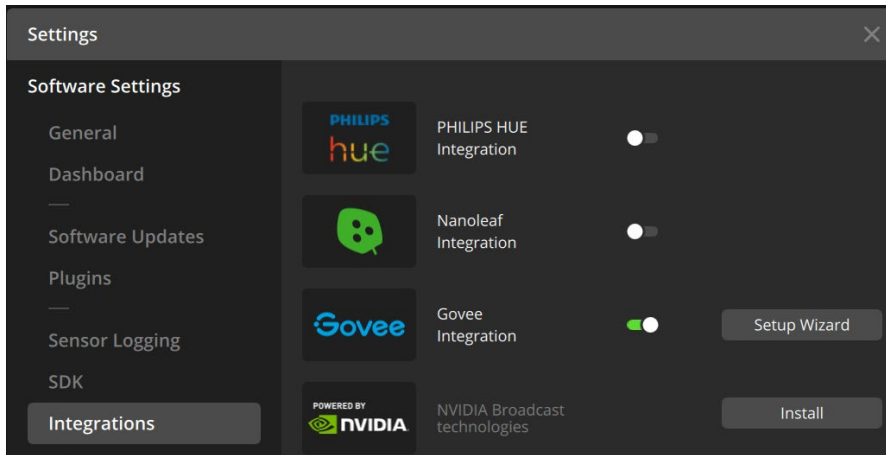 Settings
Software Settings
General
Dashboard
Software Updates
Plugins
Sensor Logging
SDK
Integrations
PHILIPS
hue
PHILIPS HUE
Integration
Nanoleaf
Integration
Govee
Govee
Integration
Setup Wizard
POWERED BY
NVIDIA
NVIDIA Broadcast
technologies
Install